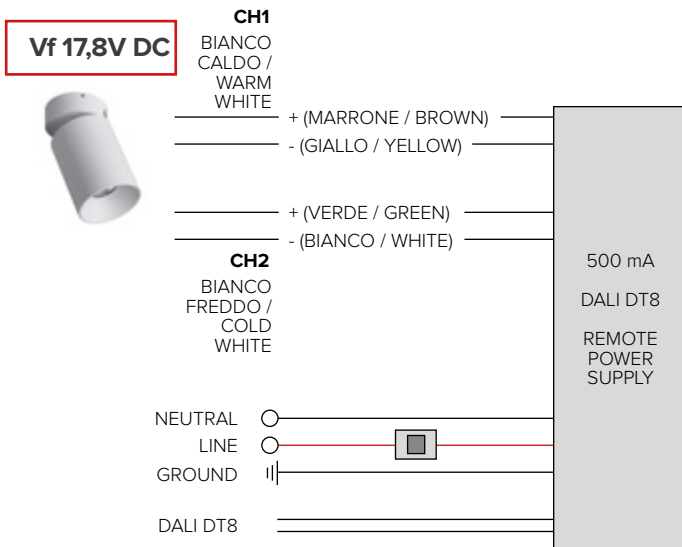 Vf 17,8V DC
CH1
BIANCO
CALDO /
WARM
WHITE
+ (MARRONE / BROWN)
- (GIALLO / YELLOW)
+ (VERDE / GREEN)
- (BIANCO / WHITE)
CH2
BIANCO
FREDDO /
COLD
WHITE
500 mA
DALI DT8
REMOTE
POWER
SUPPLY
NEUTRAL
LINE
GROUND
DALI DT8